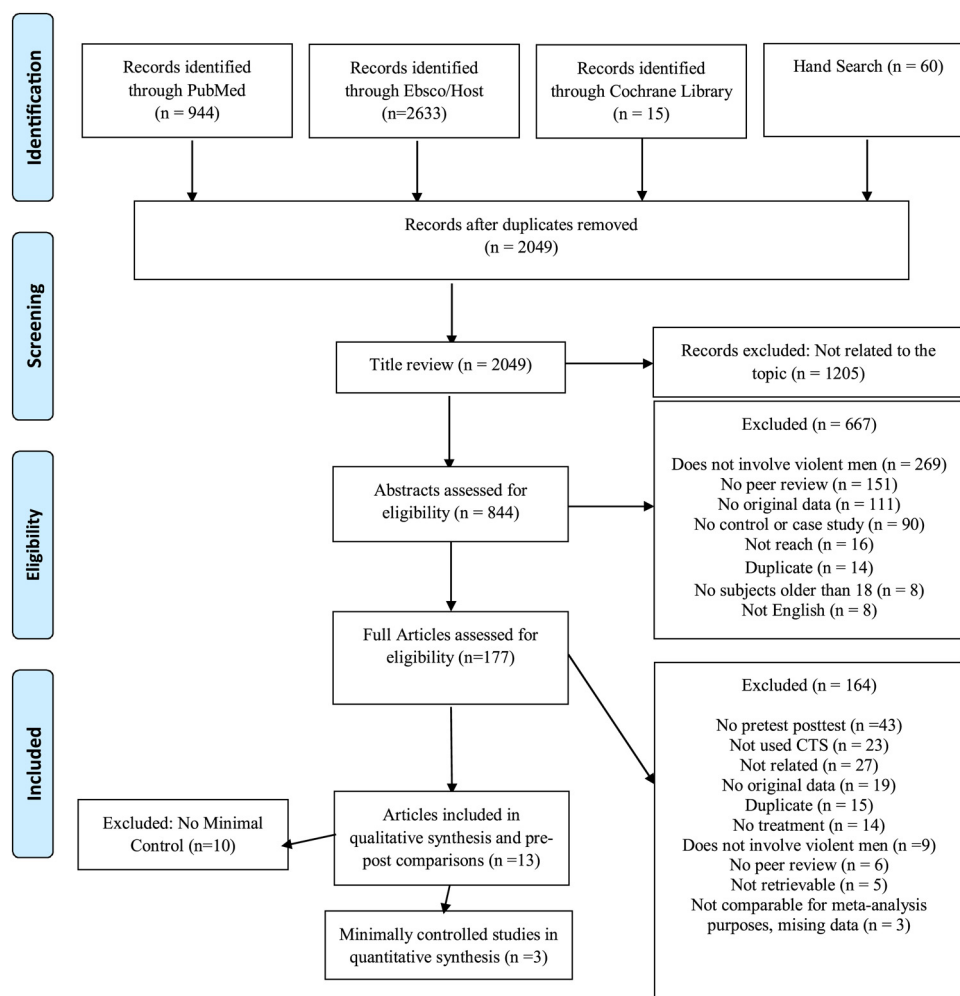 Identification
Records identified
through PubMed
(n = 944)
Records identified
through Ebsco/Host
(n=2633)
Records identified
through Cochrane Library
(n = 15)
Hand Search (n = 60)
Records after duplicates removed
(n = 2049)
Screening
Title review (n = 2049)
Records excluded: Not related to the
topic (n = 1205)
Eligibility
Abstracts assessed for
eligibility (n = 844)
Excluded (n = 667)
Does not involve violent men (n = 269)
No peer review (n = 151)
No original data (n = 111)
No control or case study (n = 90)
Not reach (n = 16)
Duplicate (n = 14)
No subjects older than 18 (n = 8)
Not English (n = 8)
Full Articles assessed for
eligibility (n=177)
Excluded (n = 164)
No pretest posttest (n =43)
Not used CTS (n = 23)
Not related (n = 27)
No original data (n = 19)
Duplicate (n = 15)
No treatment (n = 14)
Does not involve violent men (n =9)
No peer review (n = 6)
Not retrievable (n = 5)
Not comparable for meta-analysis
purposes, mising data (n = 3)
Included
Articles included in
qualitative synthesis and pre-
post comparisons (n =13)
Excluded: No Minimal
Control (n=10)
Minimally controlled studies in
quantitative synthesis (n =3)